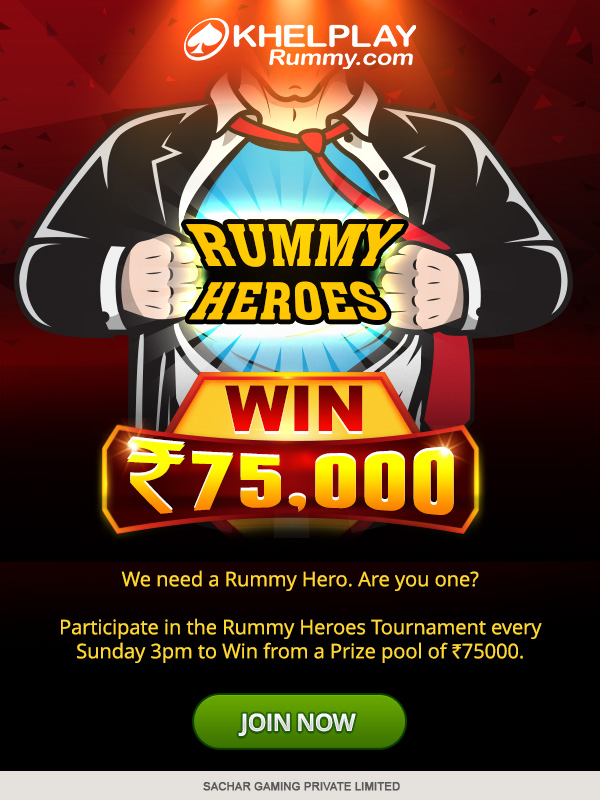 KHELPLAY
Rummy.com
RUMMY
HEROES
WIN
₹75,000
We need a Rummy Hero. Are you one?
Participate in the Rummy Heroes Tournament every
Sunday 3pm to Win from a Prize pool of ₹75000.
JOIN NOW
SACHAR GAMING PRIVATE LIMITED